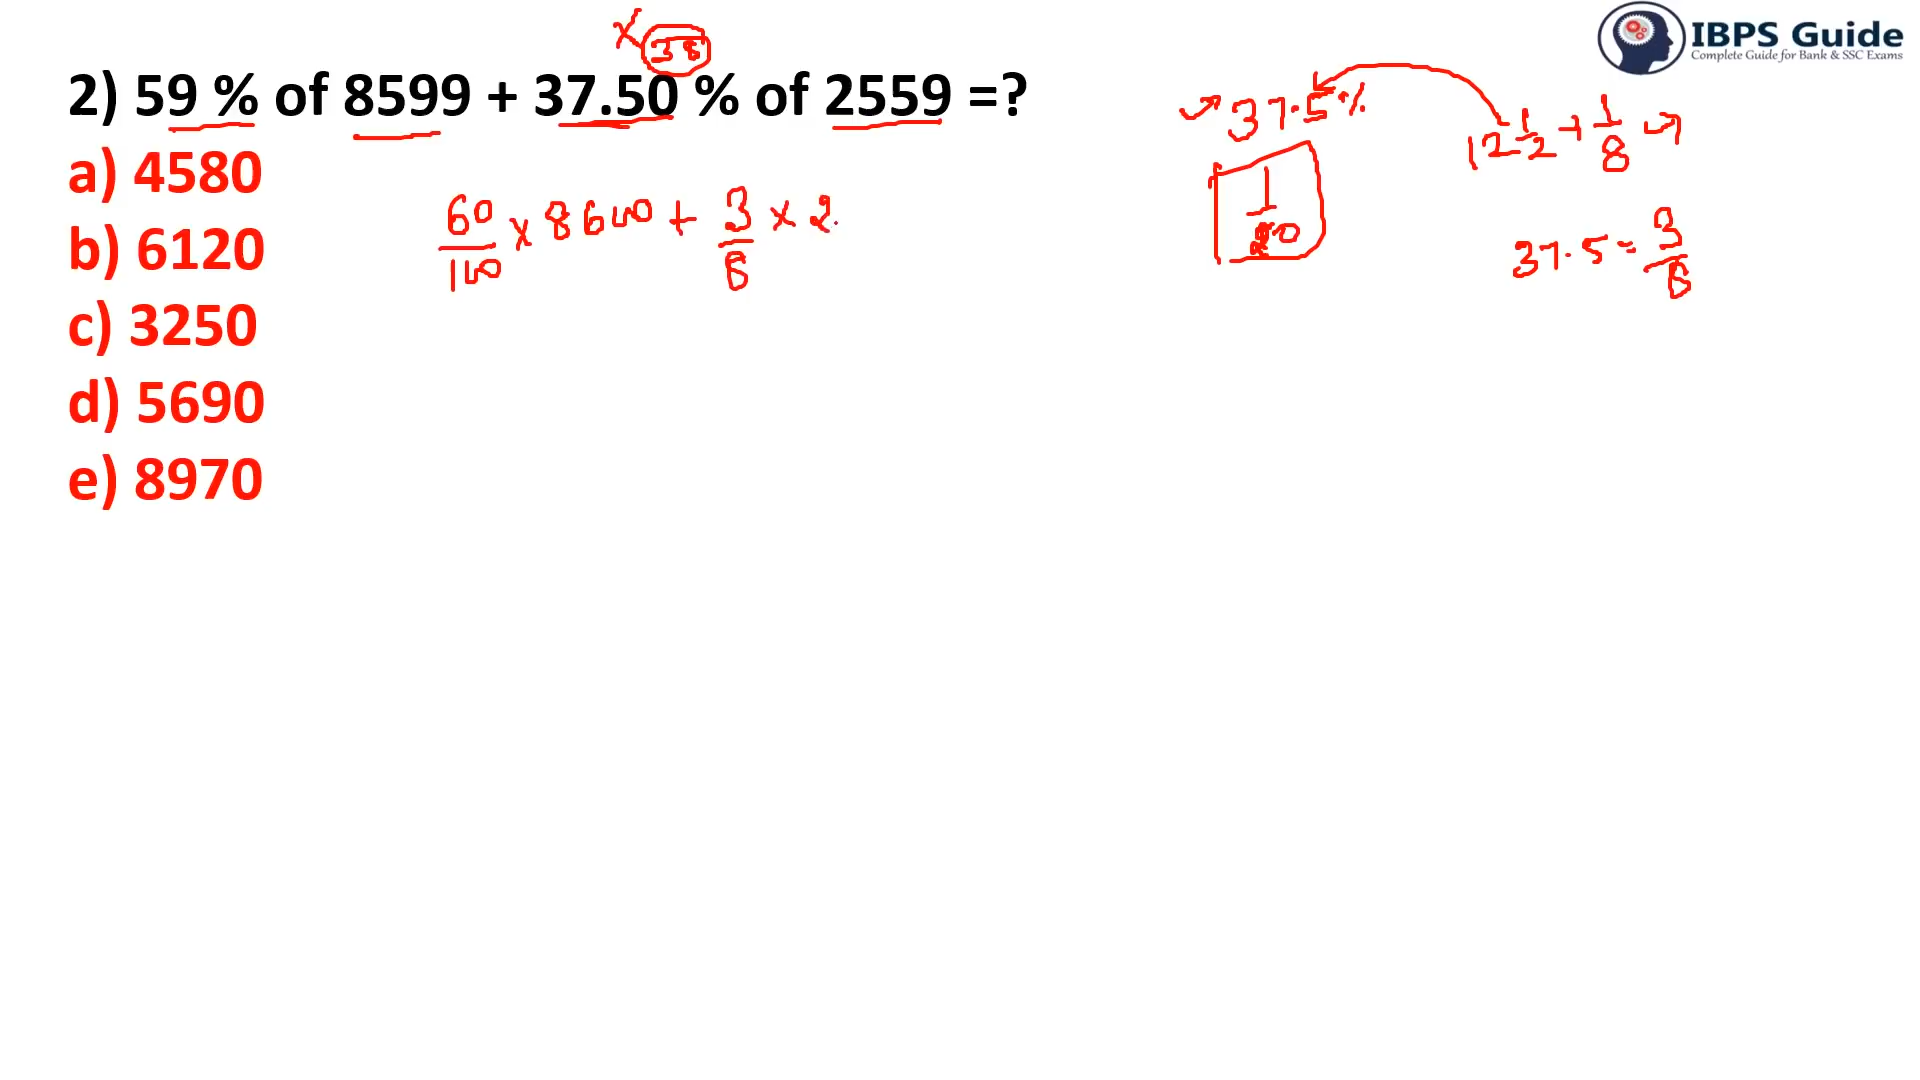 IBPS Guide
Complete Guide for Bank & SSC Exams
x 38
2) 59 % of 8599 + 37.50 % of 2559 =?
37.5%
12 1/2 → 1/8
a) 4580
b) 6120
c) 3250
d) 5690
e) 8970
60/100 x 8600 + 3/8 x 2
37.5 = 3/8